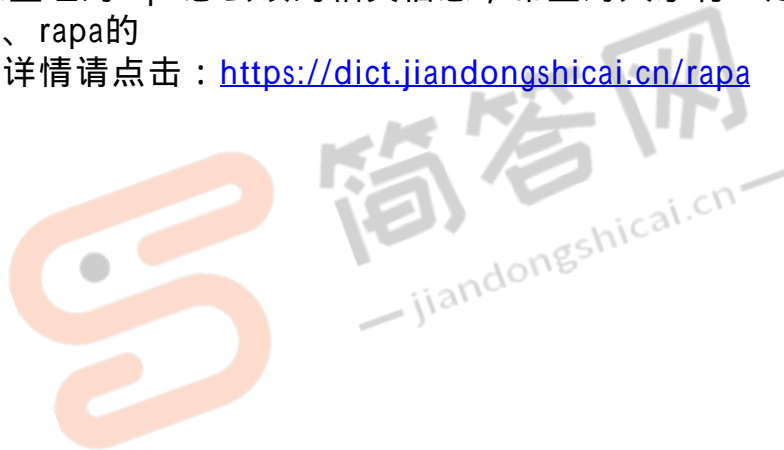 、rapa的
详情请点击：https://dict.jiandongshicai.cn/rapa
简答网
jiandongshicai.cn